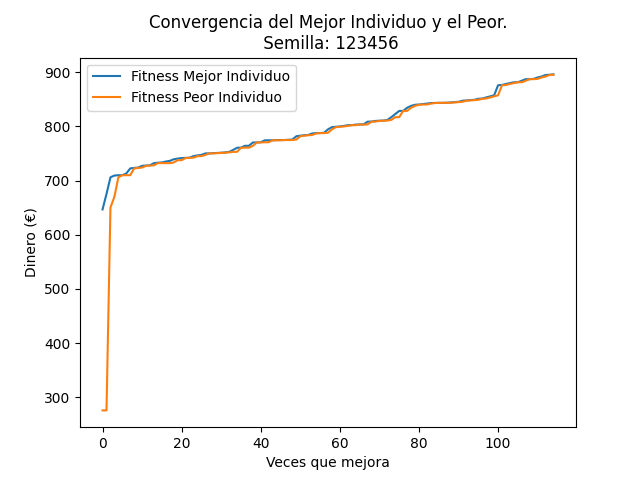 Convergencia del Mejor Individuo y el Peor.
Semilla: 123456
Fitness Mejor Individuo
Fitness Peor Individuo
Dinero (€)
900
800
700
600
500
400
300
0 20 40 60 80 100
Veces que mejora